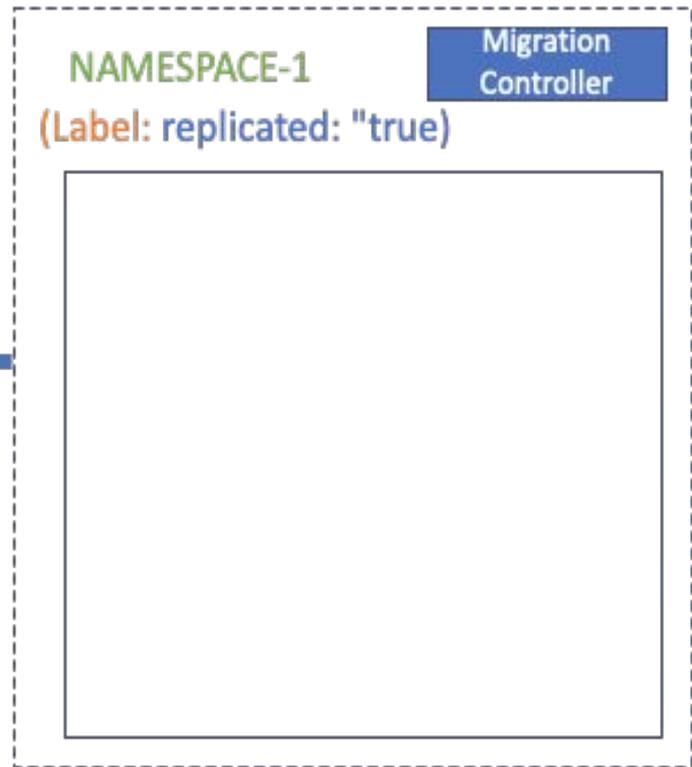 NAMESPACE-1
Migration
Controller
(Label: replicated: "true)